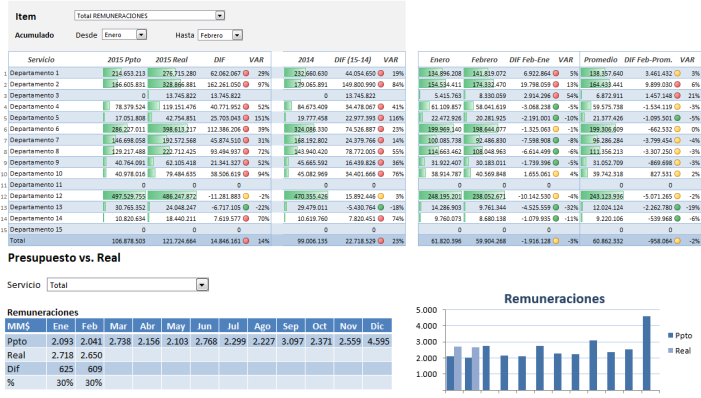 Item Total REMUNERACIONES
Acumulado Desde Enero Hasta Febrero
Servicio 2015 Ppto 2015 Real DIF VAR 2014 DIF (15-14) VAR Enero Febrero DIF Feb-Ene VAR Promedio DIF Feb-Prom. VAR
1 Departamento 1 214.653.213 276.715.280 62.062.067 29% 232.660.630 44.054.650 19% 134.896.208 141.819.072 6.922.864 5% 138.357.640 3.461.432 3%
2 Departamento 2 166.605.831 328.866.881 162.261.050 97% 179.065.891 149.800.990 84% 154.534.411 174.332.470 19.798.059 13% 164.433.441 9.899.030 6%
3 Departamento 3 0 13.745.822 13.745.822 0 13.745.822 5.415.763 8.330.059 2.914.296 54% 6.872.911 1.457.148 21%
4 Departamento 4 78.379.524 119.151.476 40.771.952 52% 84.673.409 34.478.067 41% 61.109.857 58.041.619 -3.068.238 -5% 59.575.738 -1.534.119 -3%
5 Departamento 5 17.051.808 42.754.851 25.703.043 151% 19.777.458 22.977.393 116% 22.472.926 20.281.925 -2.191.001 -10% 21.377.426 -1.095.501 -5%
6 Departamento 6 286.227.011 398.613.217 112.386.206 39% 324.086.330 74.526.887 23% 199.969.140 198.644.077 -1.325.063 -1% 199.306.609 -662.532 0%
7 Departamento 7 146.698.058 192.572.568 45.874.510 31% 168.192.802 24.379.766 14% 100.085.738 92.486.830 -7.598.908 -8% 96.286.284 -3.799.454 -4%
8 Departamento 8 129.217.488 222.712.425 93.494.937 72% 143.940.420 78.772.005 55% 114.663.462 108.048.963 -6.614.499 -6% 111.356.213 -3.307.250 -3%
9 Departamento 9 40.764.091 62.105.418 21.341.327 52% 45.665.592 16.439.826 36% 31.922.407 30.183.011 -1.739.396 -5% 31.052.709 -869.698 -3%
10 Departamento 10 40.978.016 79.484.635 38.506.619 94% 45.082.969 34.401.666 76% 38.914.787 40.569.848 1.655.061 4% 39.742.318 827.531 2%
11 Departamento 11 0 0 0 0 0 0 0
12 Departamento 12 497.529.755 486.247.872 -11.281.883 -2% 470.355.426 15.892.446 3% 248.195.201 238.052.671 -10.142.530 -4% 243.123.936 -5.071.265 -2%
13 Departamento 13 30.765.352 24.048.247 -6.717.105 -22% 29.479.011 -5.430.764 -18% 14.286.903 9.761.344 -4.525.559 -32% 12.024.124 -2.262.780 -19%
14 Departamento 14 10.820.634 18.440.211 7.619.577 70% 10.619.760 7.820.451 74% 9.760.073 8.680.138 -1.079.935 -11% 9.220.106 -539.968 -6%
15 Departamento 15 0 0 0 0 0 0 0
Total 106.878.503 121.724.664 14.846.161 14% 99.006.135 22.718.529 23% 61.820.396 59.904.268 -1.916.128 -3% 60.862.332 -958.064 -2%
Presupuesto vs. Real
Servicio Total
Remuneraciones
MM$ Ene Feb Mar Abr May Jun Jul Ago Sep Oct Nov Dic
Ppto 2.093 2.041 2.738 2.156 2.103 2.768 2.299 2.227 3.097 2.371 2.559 4.595
Real 2.718 2.650
Dif 625 609
% 30% 30%
Remuneraciones
5.000
4.000
3.000
2.000
1.000
Ppto
Real